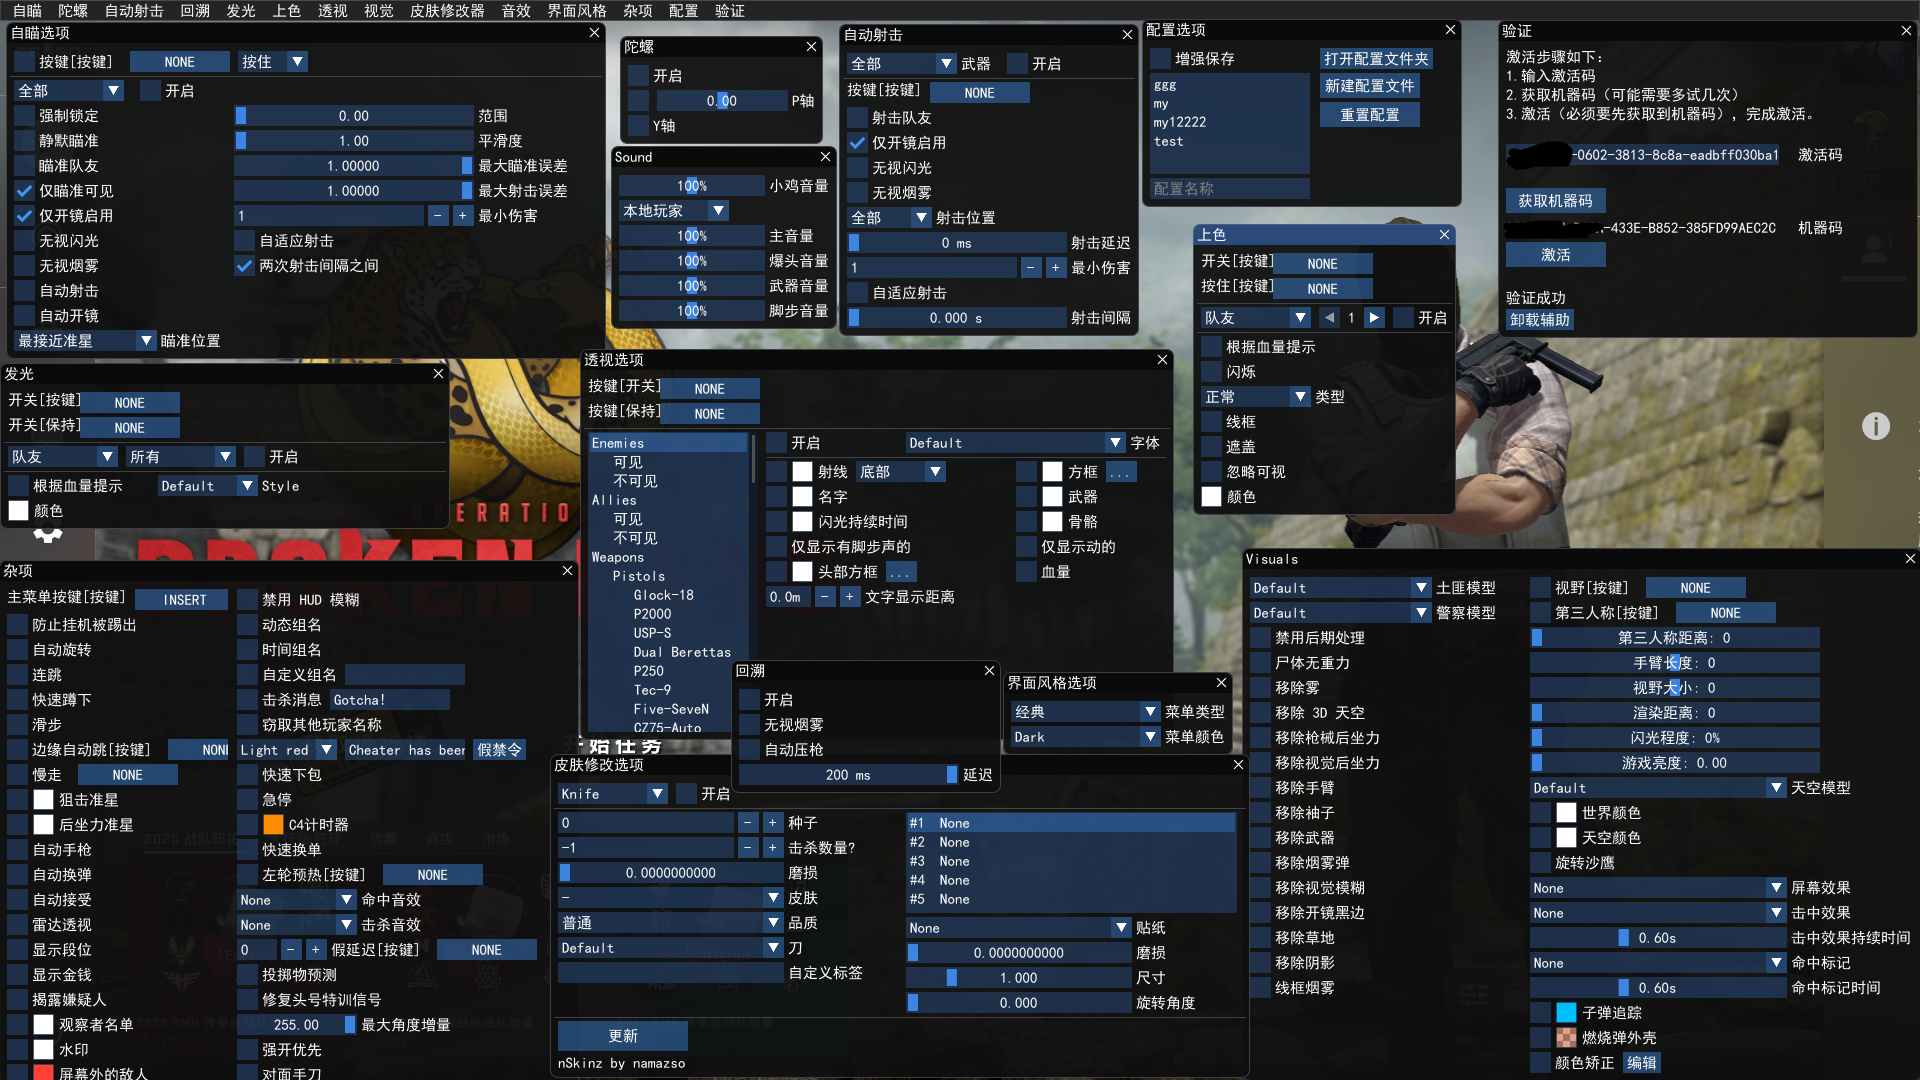 自瞄 陀螺 自动射击 回溯 发光 上色 透视 视觉 皮肤修改器 音效 界面风格 杂项 配置 验证
自瞄选项
按键[按键] NONE 按住
全部 开启
强制锁定 0.00 范围
静默瞄准 1.00 平滑度
瞄准队友 1.00000 最大瞄准误差
仅瞄准可见 1.00000 最大射击误差
仅开镜启用 1 - + 最小伤害
无视闪光 自适应射击
无视烟雾 两次射击间隔之间
自动射击
自动开镜
最接近准星 瞄准位置
陀螺
开启
0.00 P轴
Y轴
Sound
100% 小鸡音量
本地玩家
100% 主音量
100% 爆头音量
100% 武器音量
100% 脚步音量
自动射击
全部 武器 开启
按键[按键] NONE
射击队友
仅开镜启用
无视闪光
无视烟雾
全部 射击位置
0 ms 射击延迟
1 - + 最小伤害
自适应射击
0.000 s 射击间隔
配置选项
增强保存 打开配置文件夹
ggg 新建配置文件
my
my12222 重置配置
test
配置名称
验证
激活步骤如下:
1. 输入激活码
2. 获取机器码（可能需要多试几次）
3. 激活（必须要先获取到机器码），完成激活。
-0602-3813-8c8a-eadbff030ba1 激活码
获取机器码
-433E-B852-385FD99AEC2C 机器码
激活
验证成功
卸载辅助
上色
开关[按键] NONE
按住[按键] NONE
队友 1 开启
根据血量提示
闪烁
正常 类型
线框
遮盖
忽略可视
颜色
发光
开关[按键] NONE
开关[保持] NONE
队友 所有 开启
根据血量提示 Default Style
颜色
OPERATIO
BROKEN
透视选项
按键[开关] NONE
按键[保持] NONE
Enemies
可见
不可见
Allies
可见
不可见
Weapons
Pistols
Glock-18
P2000
USP-S
Dual Berettas
P250
Tec-9
Five-SeveN
CZ75-Auto
开启 Default 字体
射线 底部 方框 ...
名字 武器
闪光持续时间 骨骼
仅显示有脚步声的 仅显示动的
头部方框 ... 血量
0.0m - + 文字显示距离
开始任务
回溯
开启
无视烟雾
自动压枪
200 ms 延迟
界面风格选项
经典 菜单类型
Dark 菜单颜色
杂项
主菜单按键[按键] INSERT
防止挂机被踢出
自动旋转
连跳
快速蹲下
滑步
边缘自动跳[按键] NONE
慢走 NONE
狙击准星
后坐力准星
自动手枪
自动换弹
自动接受
雷达透视
显示段位
显示金钱
揭露嫌疑人
观察者名单
水印
屏幕外的敌人
禁用 HUD 模糊
动态组名
时间组名
自定义组名
击杀消息 Gotcha!
窃取其他玩家名称
Light red Cheater has beer 假禁令
快速下包
急停
C4计时器
快速换单
左轮预热[按键] NONE
None 命中音效
None 击杀音效
0 - + 假延迟[按键] NONE
投掷物预测
修复头号特训信号
255.00 最大角度增量
强开优先
对面手刀
皮肤修改选项
Knife 开启
0 - + 种子
-1 - + 击杀数量?
0.0000000000 磨损
- 皮肤
普通 品质
Default 刀
自定义标签
#1 None
#2 None
#3 None
#4 None
#5 None
None 贴纸
0.0000000000 磨损
1.000 尺寸
0.000 旋转角度
更新
nSkinz by namazso
Visuals
Default 土匪模型
Default 警察模型
禁用后期处理
尸体无重力
移除雾
移除 3D 天空
移除枪械后坐力
移除视觉后坐力
移除手臂
移除袖子
移除武器
移除烟雾弹
移除视觉模糊
移除开镜黑边
移除草地
移除阴影
线框烟雾
视野[按键] NONE
第三人称[按键] NONE
第三人称距离: 0
手臂长度: 0
视野大小: 0
渲染距离: 0
闪光程度: 0%
游戏亮度: 0.00
Default 天空模型
世界颜色
天空颜色
旋转沙鹰
None 屏幕效果
None 击中效果
0.60s 击中效果持续时间
None 命中标记
0.60s 命中标记时间
子弹追踪
燃烧弹外壳
颜色矫正 编辑